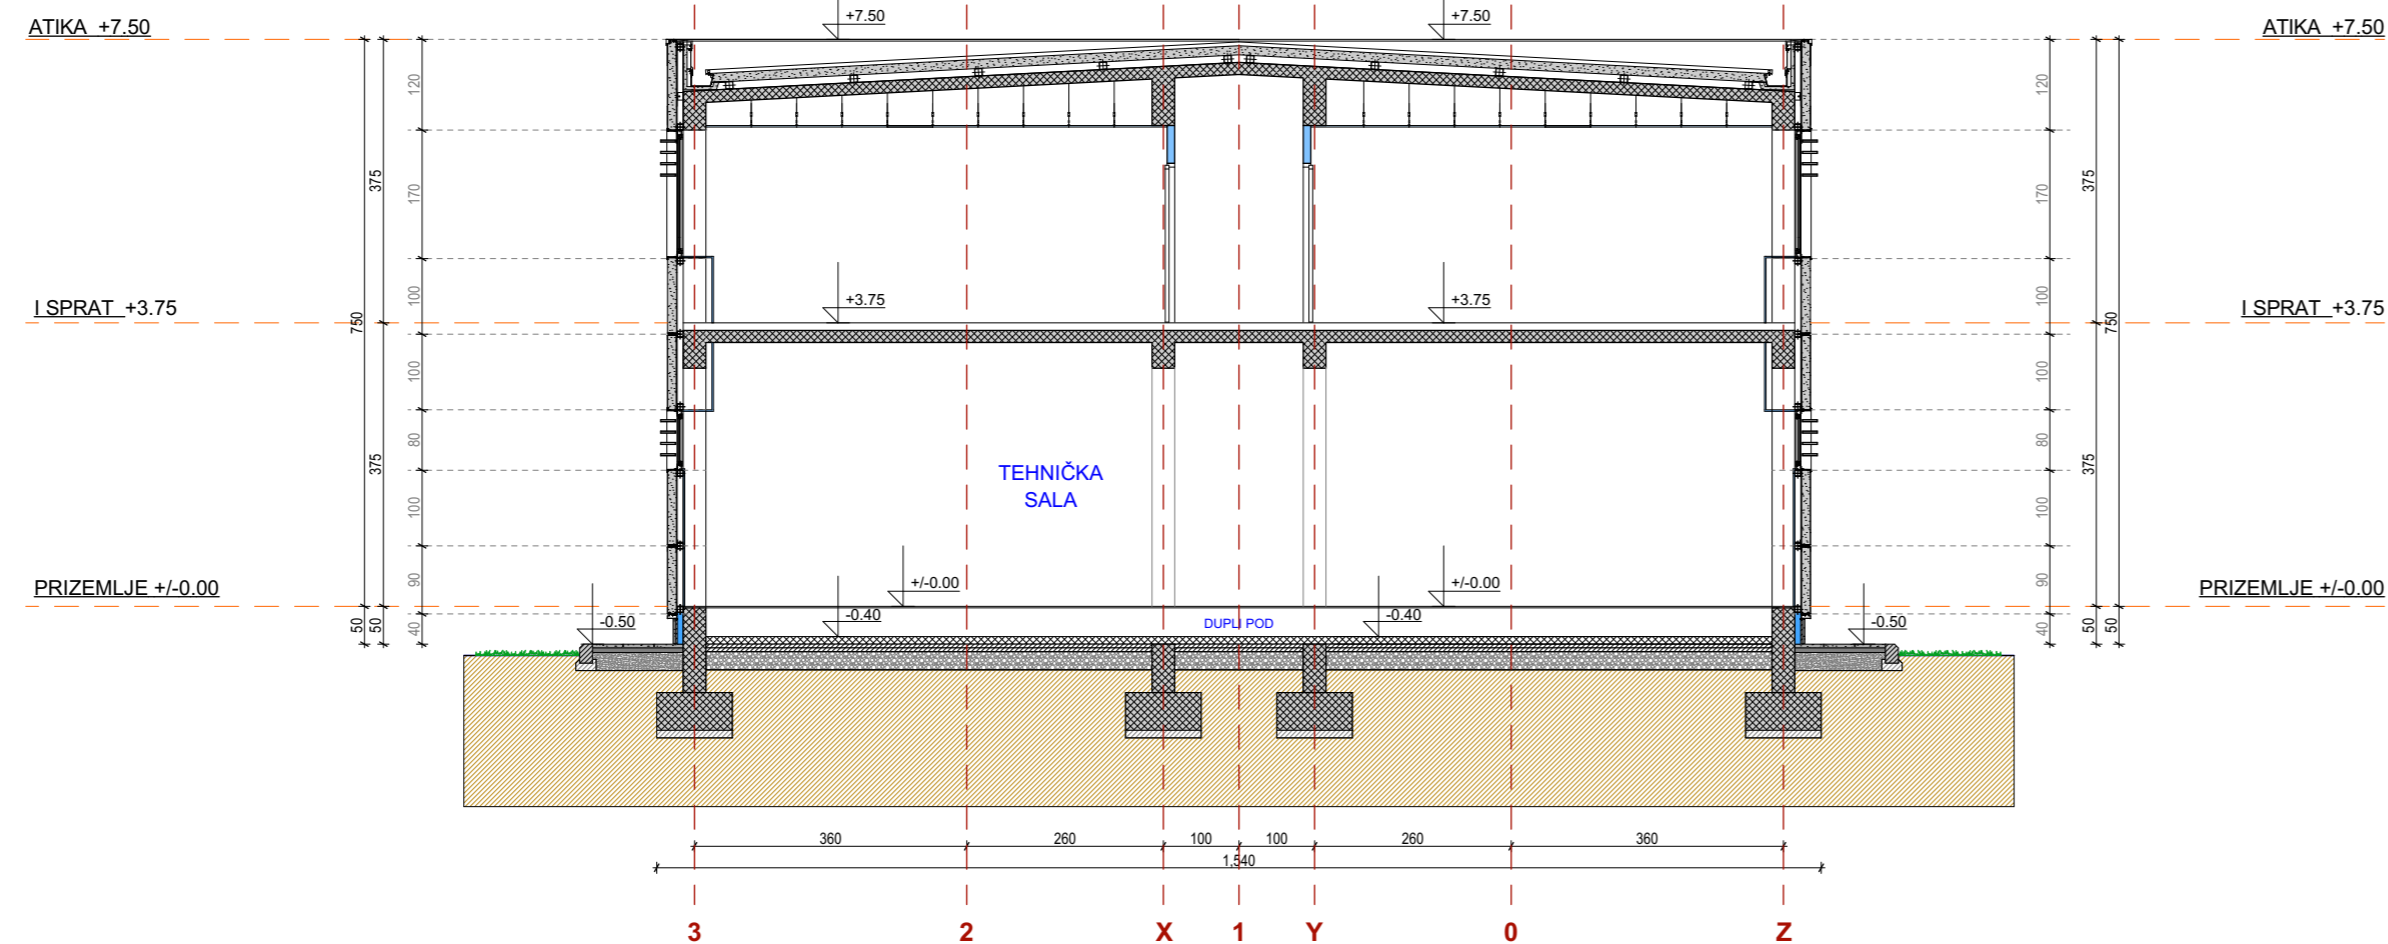 +7.50 +7.50
ATIKA +7.50 ATIKA +7.50
120 120
375 375
170 170
100 +3.75 +3.75 100
I SPRAT +3.75 I SPRAT +3.75
750 750
100 100
80 80
375 375
TEHNIČKA
SALA
100 100
90 +/-0.00 +/-0.00 90
PRIZEMLJE +/-0.00 PRIZEMLJE +/-0.00
50 50 40 -0.50 -0.40 DUPLI POD -0.40 -0.50 40 50 50
360 260 100 100 260 360
1,540
3 2 X 1 Y 0 Z